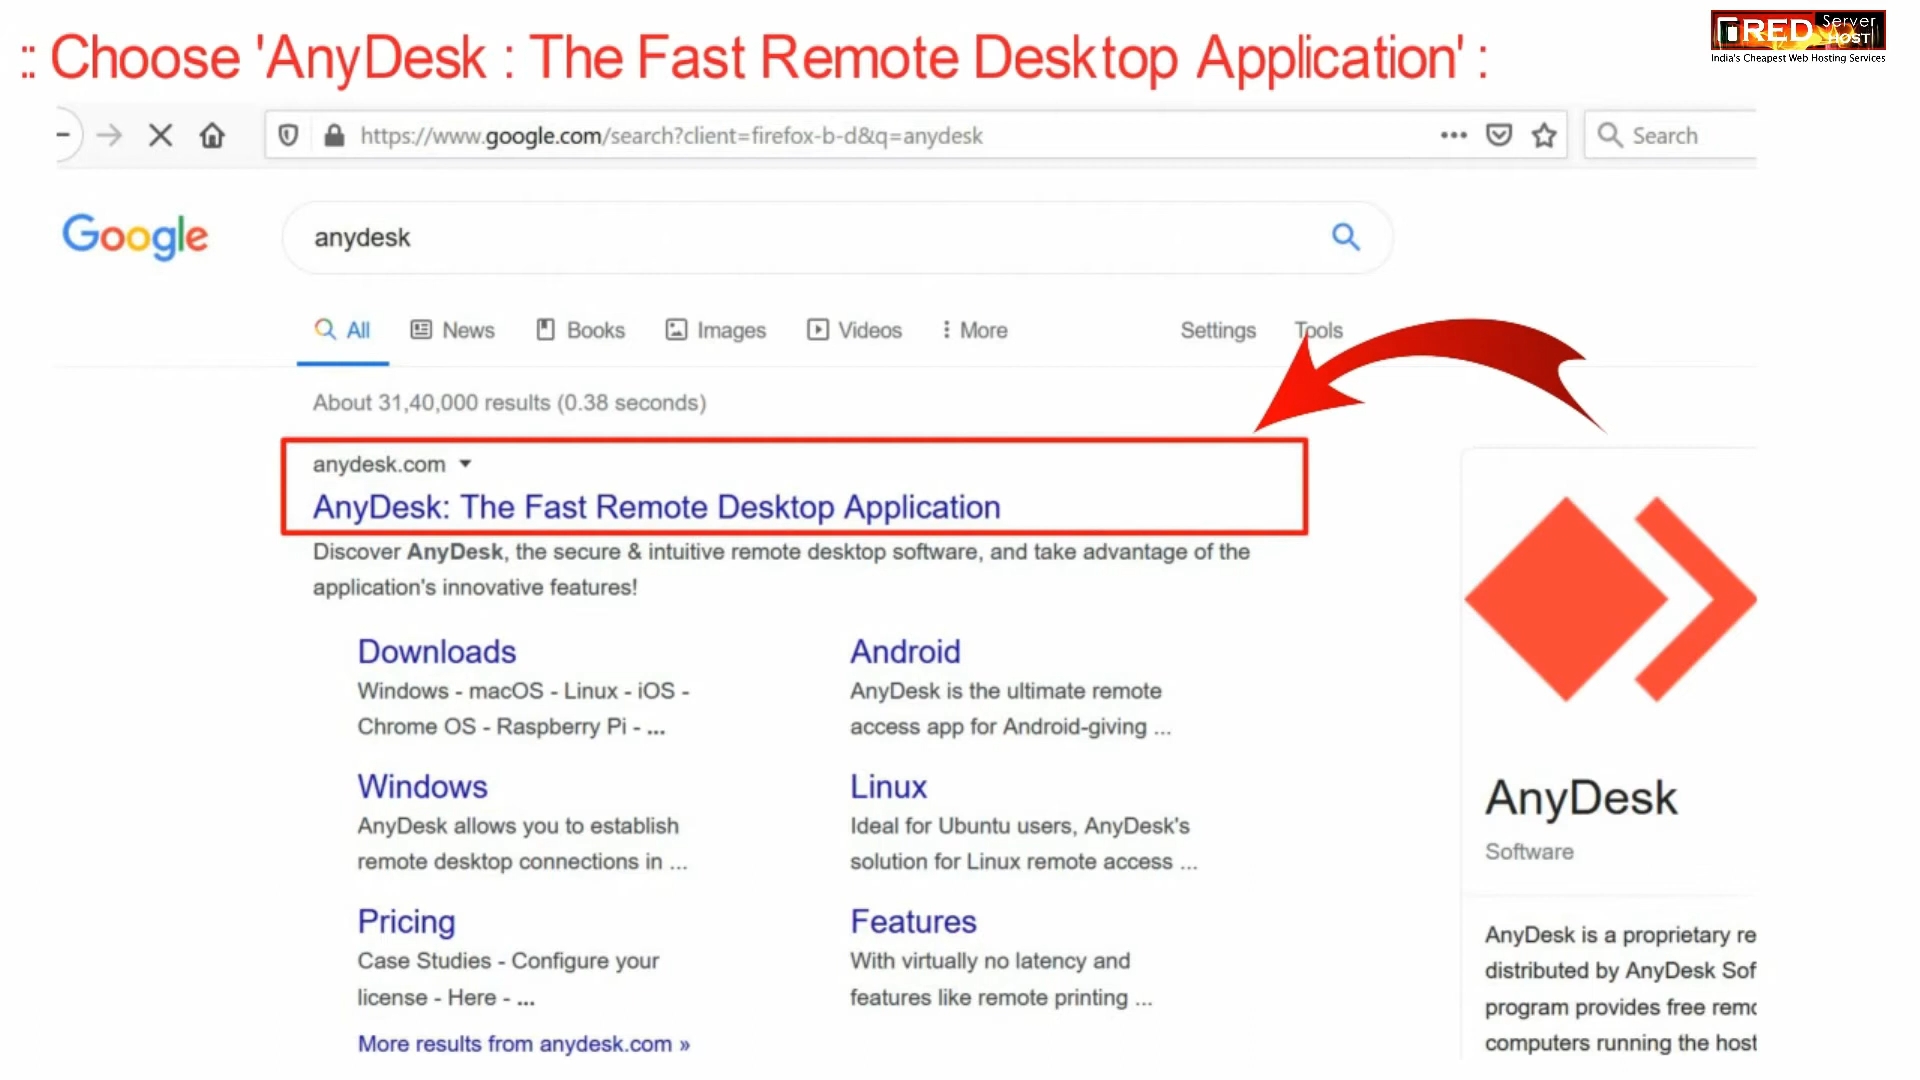 :: Choose 'AnyDesk : The Fast Remote Desktop Application' :
RED Server HOST
India's Cheapest Web Hosting Services
https://www.google.com/search?client=firefox-b-d&q=anydesk
Search
Google
anydesk
All News Books Images Videos More Settings Tools
About 31,40,000 results (0.38 seconds)
anydesk.com
AnyDesk: The Fast Remote Desktop Application
Discover AnyDesk, the secure & intuitive remote desktop software, and take advantage of the
application's innovative features!
Downloads
Windows - macOS - Linux - iOS -
Chrome OS - Raspberry Pi - ...
Android
AnyDesk is the ultimate remote
access app for Android-giving ...
Windows
AnyDesk allows you to establish
remote desktop connections in ...
Linux
Ideal for Ubuntu users, AnyDesk's
solution for Linux remote access ...
Pricing
Case Studies - Configure your
license - Here - ...
Features
With virtually no latency and
features like remote printing ...
More results from anydesk.com »
AnyDesk
Software
AnyDesk is a proprietary re
distributed by AnyDesk Sof
program provides free remo
computers running the host